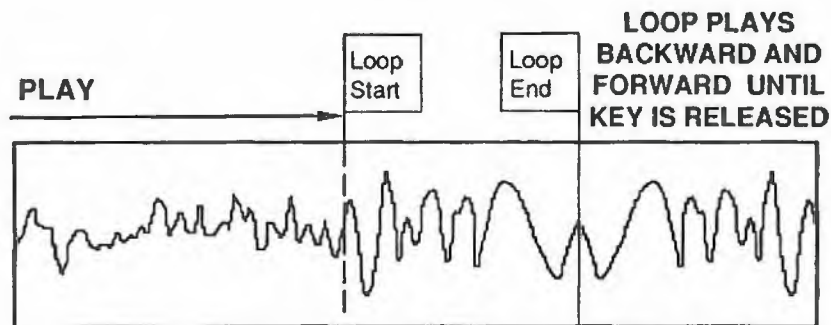 PLAY
Loop
Start
Loop
End
LOOP PLAYS
BACKWARD AND
FORWARD UNTIL
KEY IS RELEASED